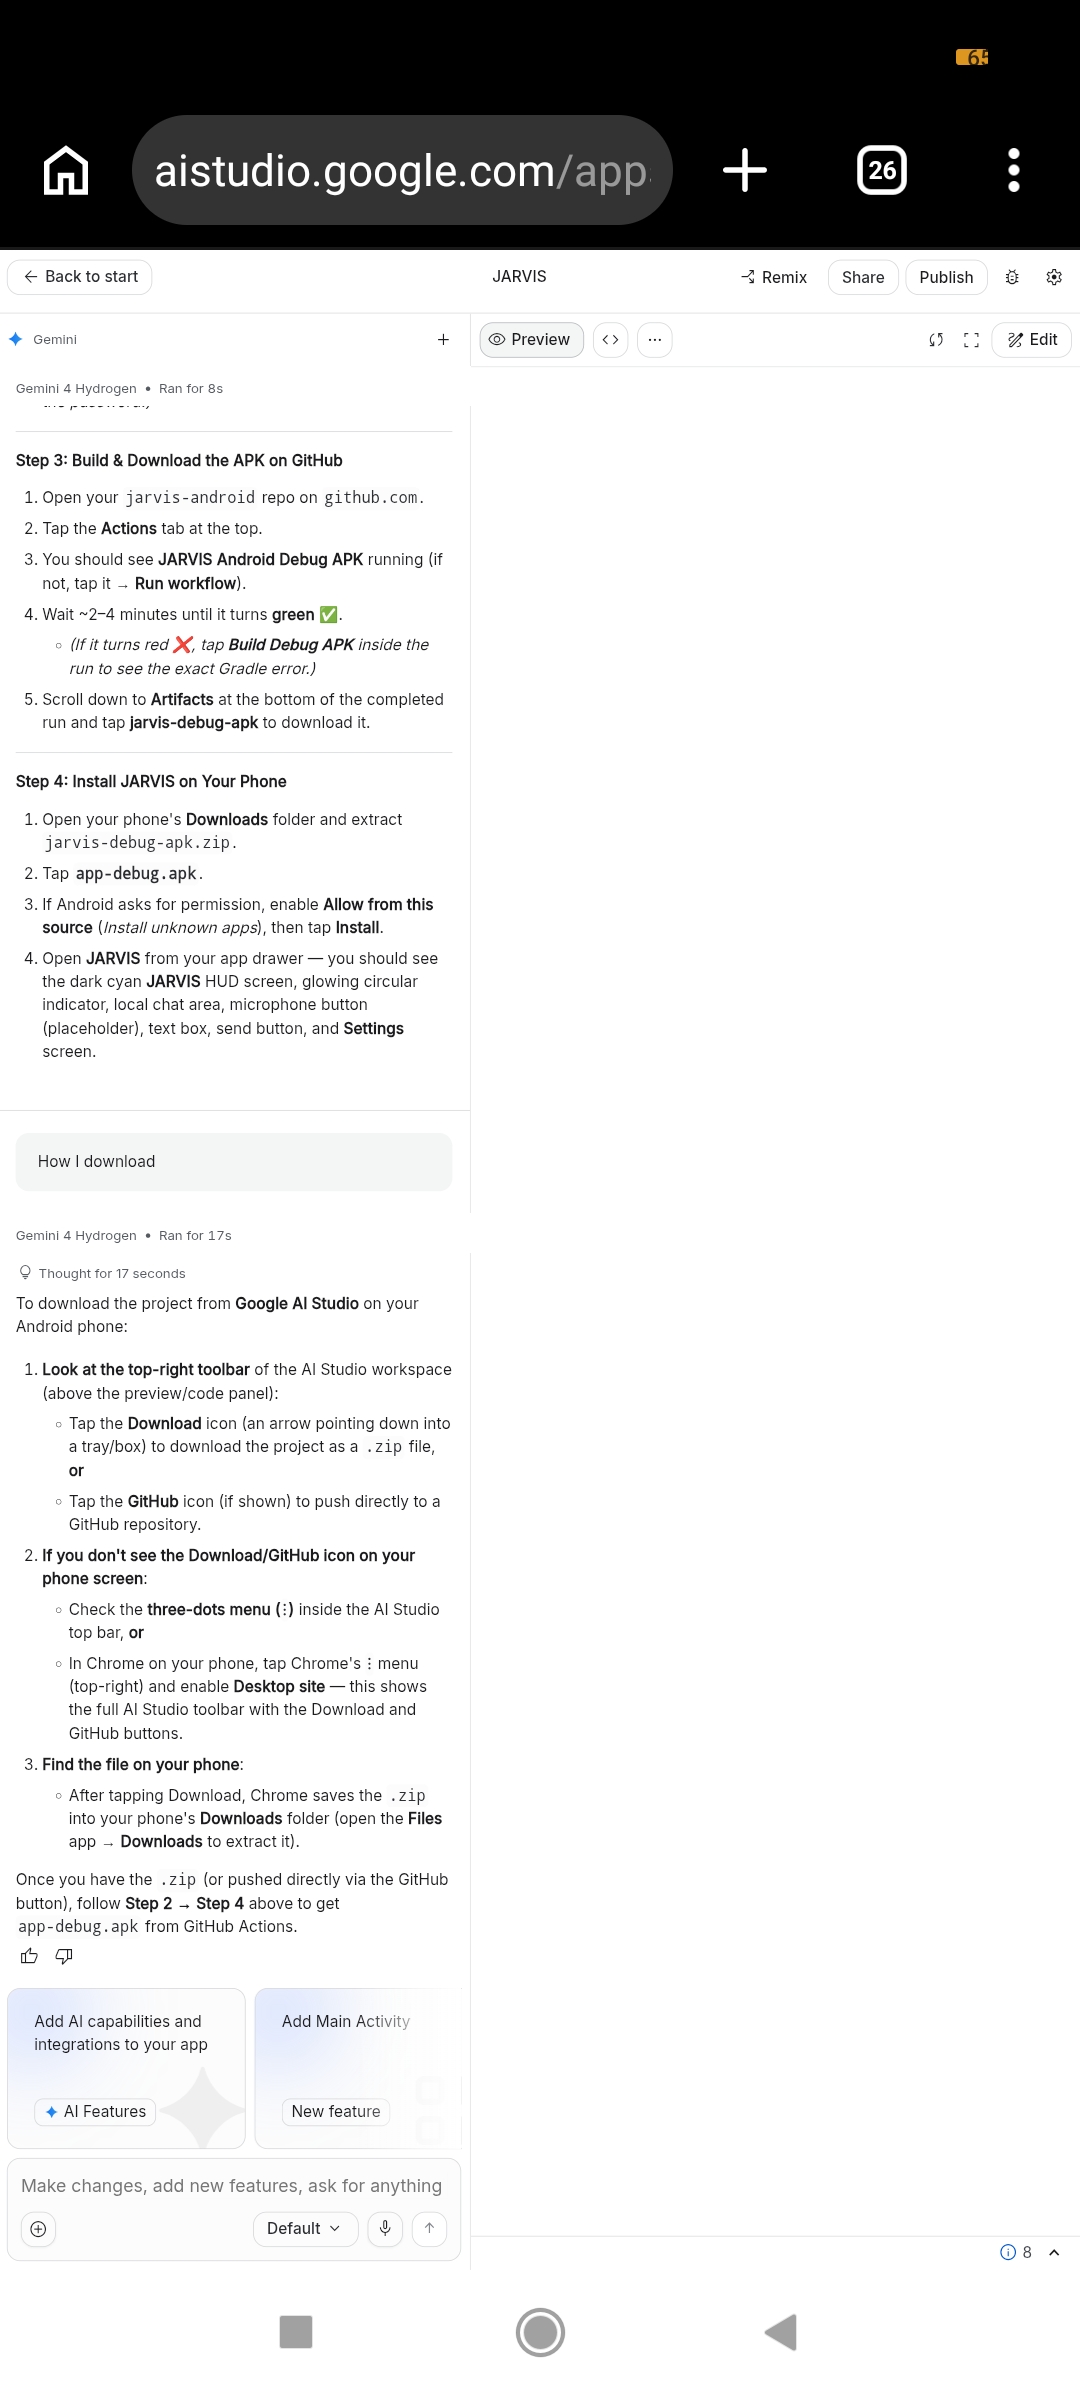 65
aistudio.google.com/app
26
Back to start
JARVIS
Remix
Share
Publish
Gemini
Preview
Edit
Gemini 4 Hydrogen • Ran for 8s
Step 3: Build & Download the APK on GitHub
1. Open your jarvis-android repo on github.com.
2. Tap the Actions tab at the top.
3. You should see JARVIS Android Debug APK running (if
not, tap it → Run workflow).
4. Wait ~2–4 minutes until it turns green ✅.
◦ (If it turns red ❌, tap Build Debug APK inside the
run to see the exact Gradle error.)
5. Scroll down to Artifacts at the bottom of the completed
run and tap jarvis-debug-apk to download it.
Step 4: Install JARVIS on Your Phone
1. Open your phone's Downloads folder and extract
jarvis-debug-apk.zip.
2. Tap app-debug.apk.
3. If Android asks for permission, enable Allow from this
source (Install unknown apps), then tap Install.
4. Open JARVIS from your app drawer — you should see
the dark cyan JARVIS HUD screen, glowing circular
indicator, local chat area, microphone button
(placeholder), text box, send button, and Settings
screen.
How I download
Gemini 4 Hydrogen • Ran for 17s
Thought for 17 seconds
To download the project from Google AI Studio on your
Android phone:
1. Look at the top-right toolbar of the AI Studio workspace
(above the preview/code panel):
◦ Tap the Download icon (an arrow pointing down into
a tray/box) to download the project as a .zip file,
or
◦ Tap the GitHub icon (if shown) to push directly to a
GitHub repository.
2. If you don't see the Download/GitHub icon on your
phone screen:
◦ Check the three-dots menu (⋮) inside the AI Studio
top bar, or
◦ In Chrome on your phone, tap Chrome's ⋮ menu
(top-right) and enable Desktop site — this shows
the full AI Studio toolbar with the Download and
GitHub buttons.
3. Find the file on your phone:
◦ After tapping Download, Chrome saves the .zip
into your phone's Downloads folder (open the Files
app → Downloads to extract it).
Once you have the .zip (or pushed directly via the GitHub
button), follow Step 2 → Step 4 above to get
app-debug.apk from GitHub Actions.
Add AI capabilities and
integrations to your app
AI Features
Add Main Activity
New feature
Make changes, add new features, ask for anything
Default
8